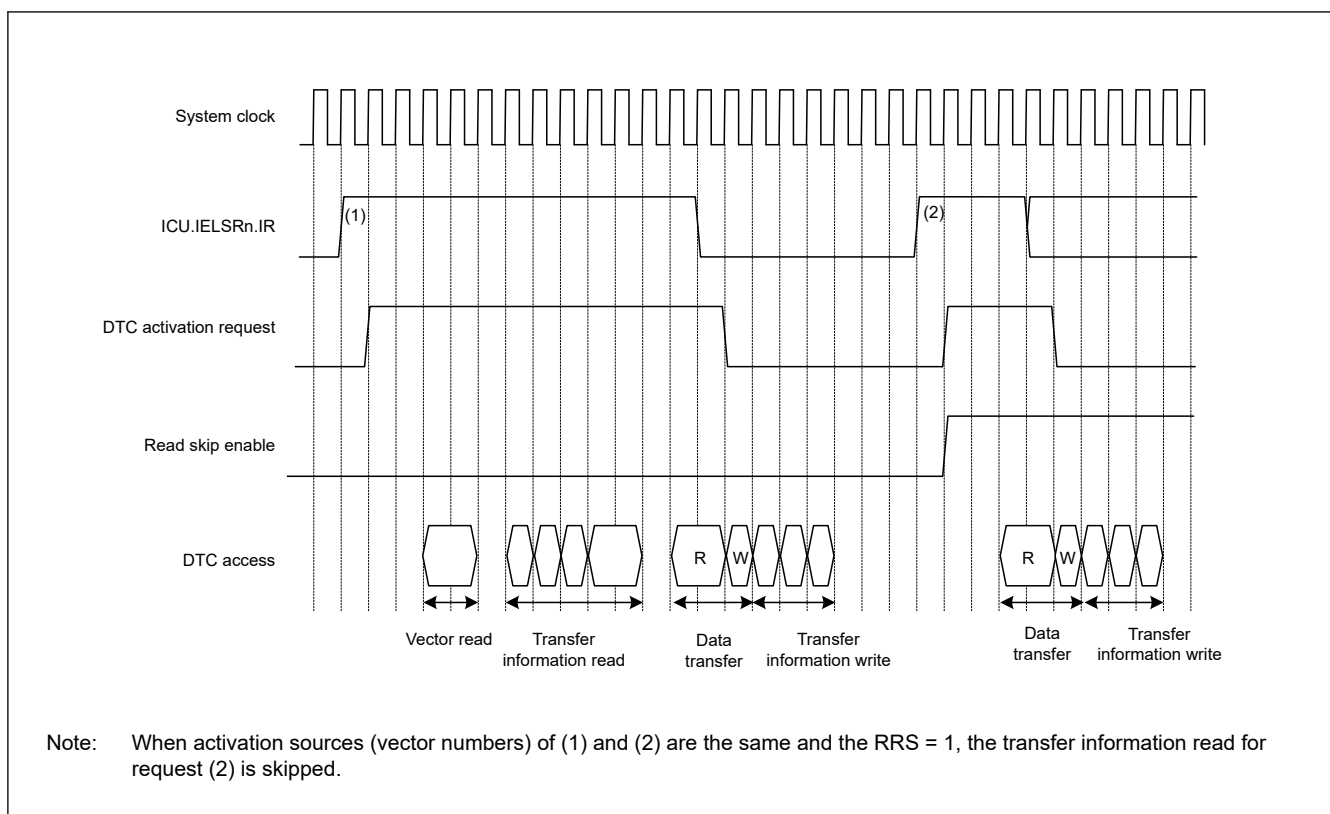 System clock
ICU.IELSRn.IR
(1)
(2)
DTC activation request
Read skip enable
DTC access
R
W
R
W
Vector read
Transfer
information read
Data
transfer
Transfer
information write
Data
transfer
Transfer
information write
Note: When activation sources (vector numbers) of (1) and (2) are the same and the RRS = 1, the transfer information read for
request (2) is skipped.